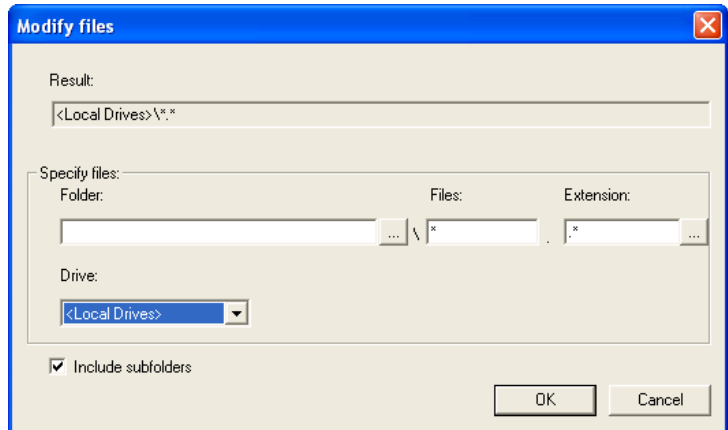 Modify files
Result:
<Local Drives>\*.*
Specify files:
Folder: Files: Extension:
... \ * . .* ...
Drive:
<Local Drives>
Include subfolders
OK Cancel